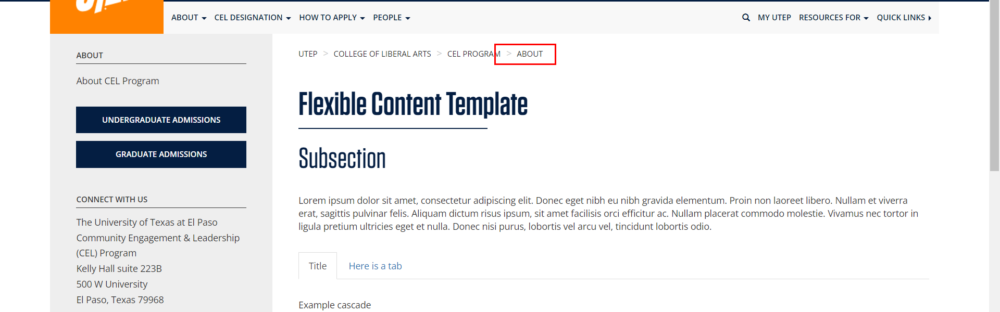 ABOUT CEL DESIGNATION HOW TO APPLY PEOPLE MY UTEP RESOURCES FOR QUICK LINKS
ABOUT
About CEL Program
UNDERGRADUATE ADMISSIONS
GRADUATE ADMISSIONS
CONNECT WITH US
The University of Texas at El Paso
Community Engagement & Leadership
(CEL) Program
Kelly Hall suite 223B
500 W University
El Paso, Texas 79968
UTEP > COLLEGE OF LIBERAL ARTS > CEL PROGRAM > ABOUT
Flexible Content Template
Subsection
Lorem ipsum dolor sit amet, consectetur adipiscing elit. Donec eget nibh eu nibh gravida elementum. Proin non laoreet libero. Nullam et viverra
erat, sagittis pulvinar felis. Aliquam dictum risus ipsum, sit amet facilisis orci efficitur ac. Nullam placerat commodo molestie. Vivamus nec tortor in
ligula pretium ultricies eget et nulla. Donec nisi purus, lobortis vel arcu vel, tincidunt lobortis odio.
Title Here is a tab
Example cascade